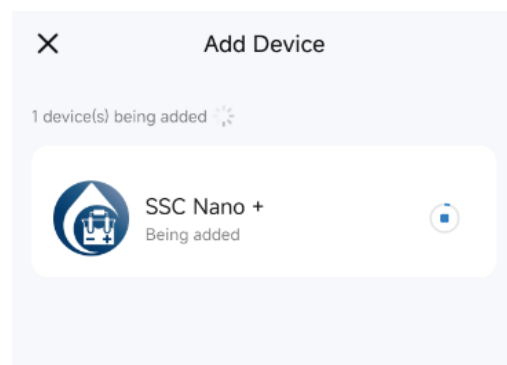 Add Device
1 device(s) being added
SSC Nano +
Being added